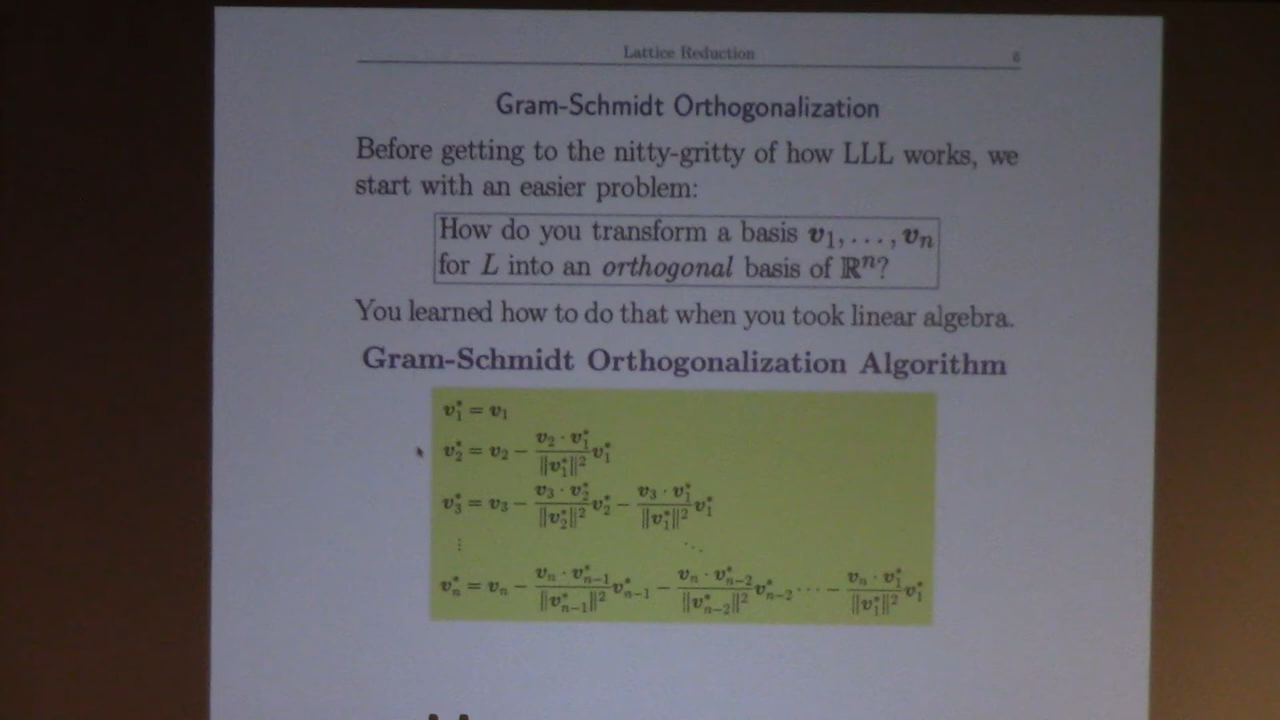 Lattice Reduction 6
Gram-Schmidt Orthogonalization
Before getting to the nitty-gritty of how LLL works, we
start with an easier problem:
How do you transform a basis v₁, . . . , vₙ
for L into an orthogonal basis of ℝⁿ?
You learned how to do that when you took linear algebra.
Gram-Schmidt Orthogonalization Algorithm
v₁* = v₁
v₂* = v₂ − (v₂ · v₁*)/‖v₁*‖² v₁*
v₃* = v₃ − (v₃ · v₂*)/‖v₂*‖² v₂* − (v₃ · v₁*)/‖v₁*‖² v₁*
⋮ ⋱
vₙ* = vₙ − (vₙ · vₙ₋₁*)/‖vₙ₋₁*‖² vₙ₋₁* − (vₙ · vₙ₋₂*)/‖vₙ₋₂*‖² vₙ₋₂* ⋯ − (vₙ · v₁*)/‖v₁*‖² v₁*